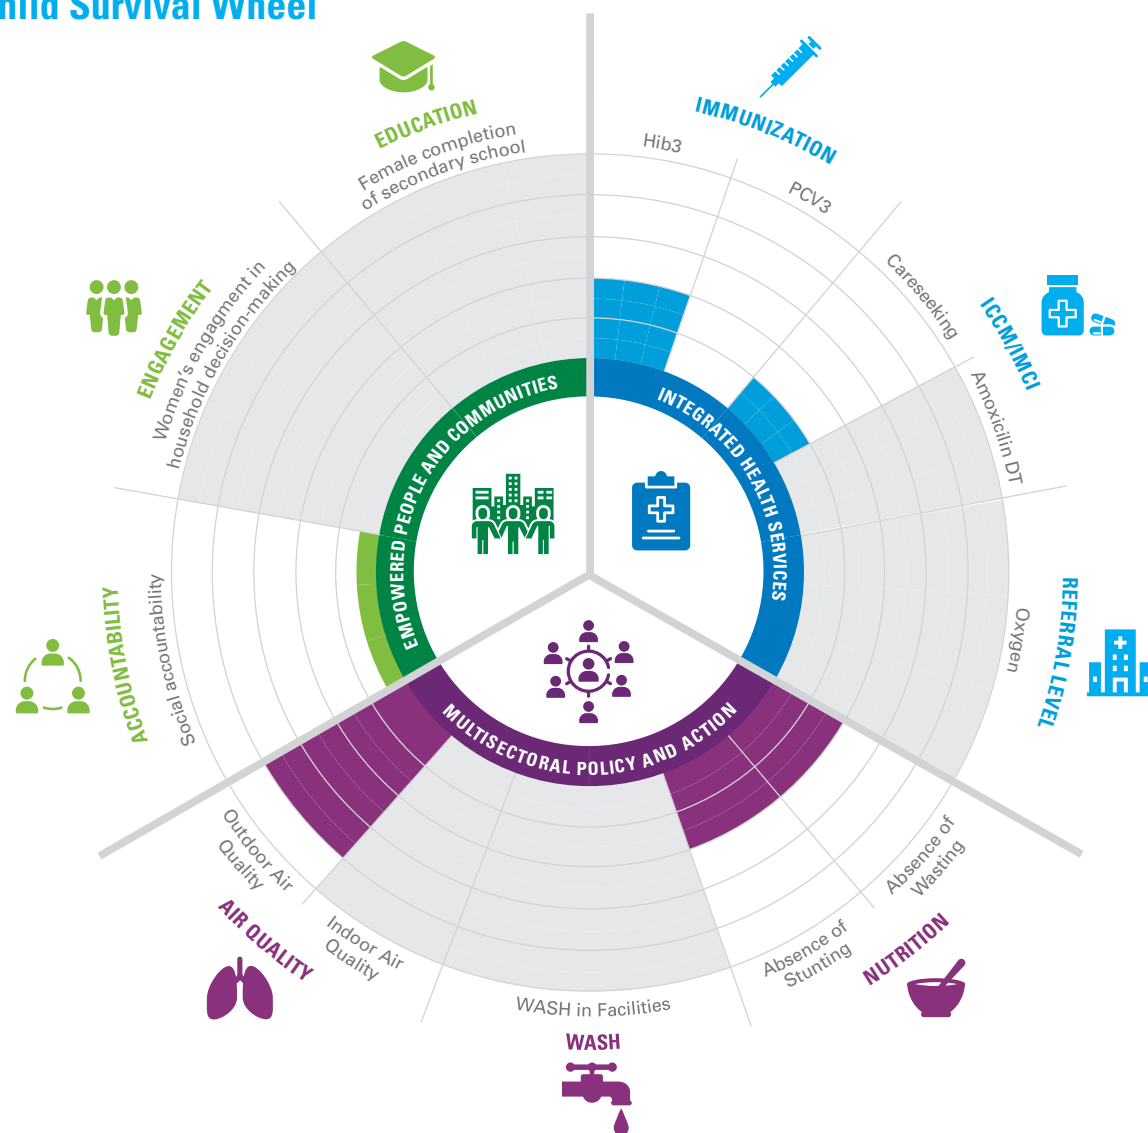 hild Survival Wheel
EDUCATION
Female completion
of secondary school
IMMUNIZATION
Hib3
PCV3
Careseeking
ICCM/IMCI
Amoxicilin DT
Oxygen
REFERRAL LEVEL
ENGAGEMENT
Women's engagment in
household decision-making
ACCOUNTABILITY
Social accountability
EMPOWERED PEOPLE AND COMMUNITIES
INTEGRATED HEALTH SERVICES
MULTISECTORAL POLICY AND ACTION
Outdoor Air
Quality
AIR QUALITY
Indoor Air
Quality
WASH in Facilities
WASH
Absence of
Stunting
Absence of
Wasting
NUTRITION